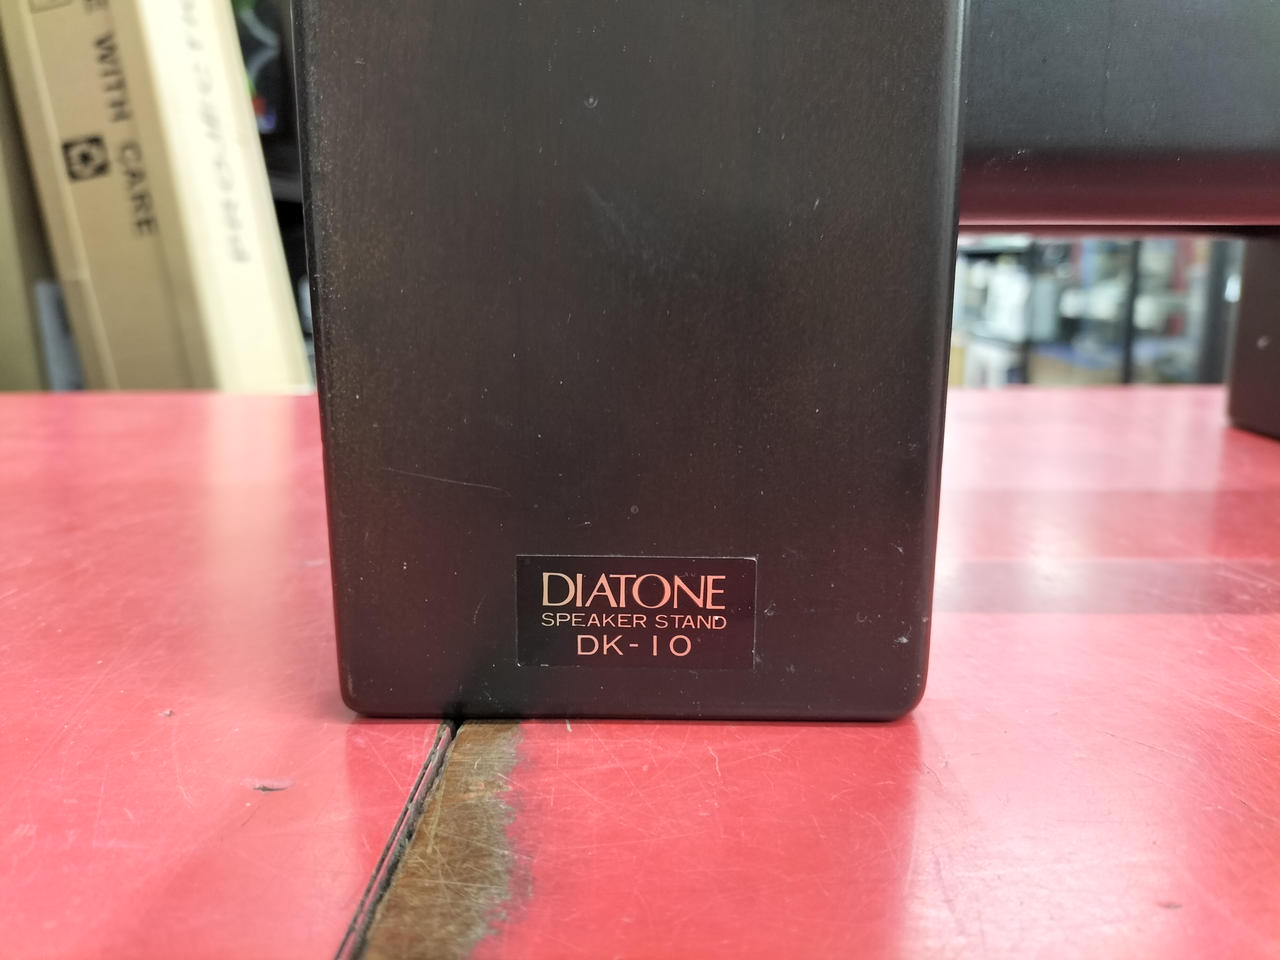 WITH CARE
DIATONE
SPEAKER STAND
DK-10